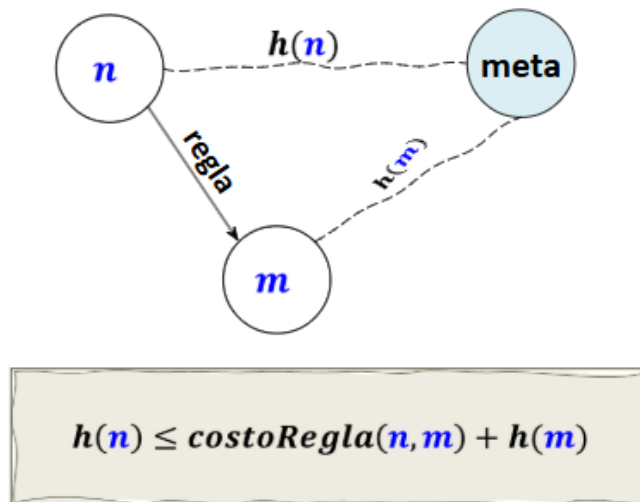 h(n)
n
meta
regla
h(m)
m
h(n) ≤ costoRegla(n, m) + h(m)